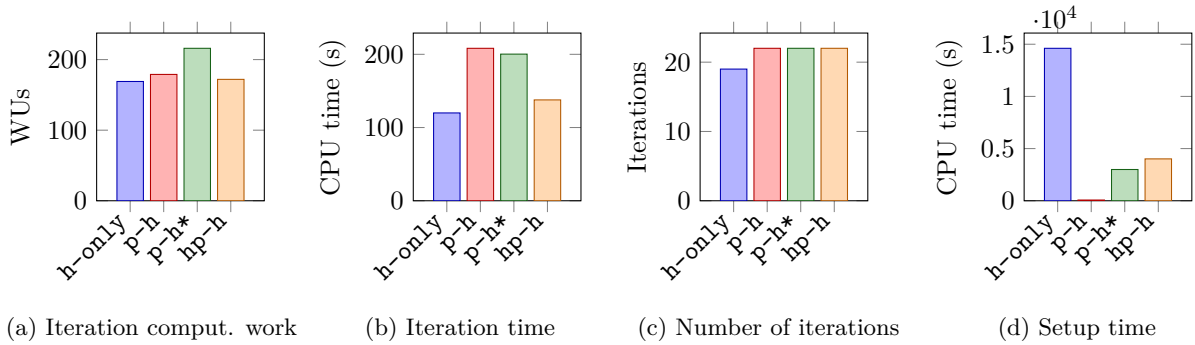 WUs
200
100
0
h-only
p-h
p-h*
hp-h
(a) Iteration comput. work
CPU time (s)
200
100
0
h-only
p-h
p-h*
hp-h
(b) Iteration time
Iterations
20
10
0
h-only
p-h
p-h*
hp-h
(c) Number of iterations
CPU time (s)
·10⁴
1.5
1
0.5
0
h-only
p-h
p-h*
hp-h
(d) Setup time